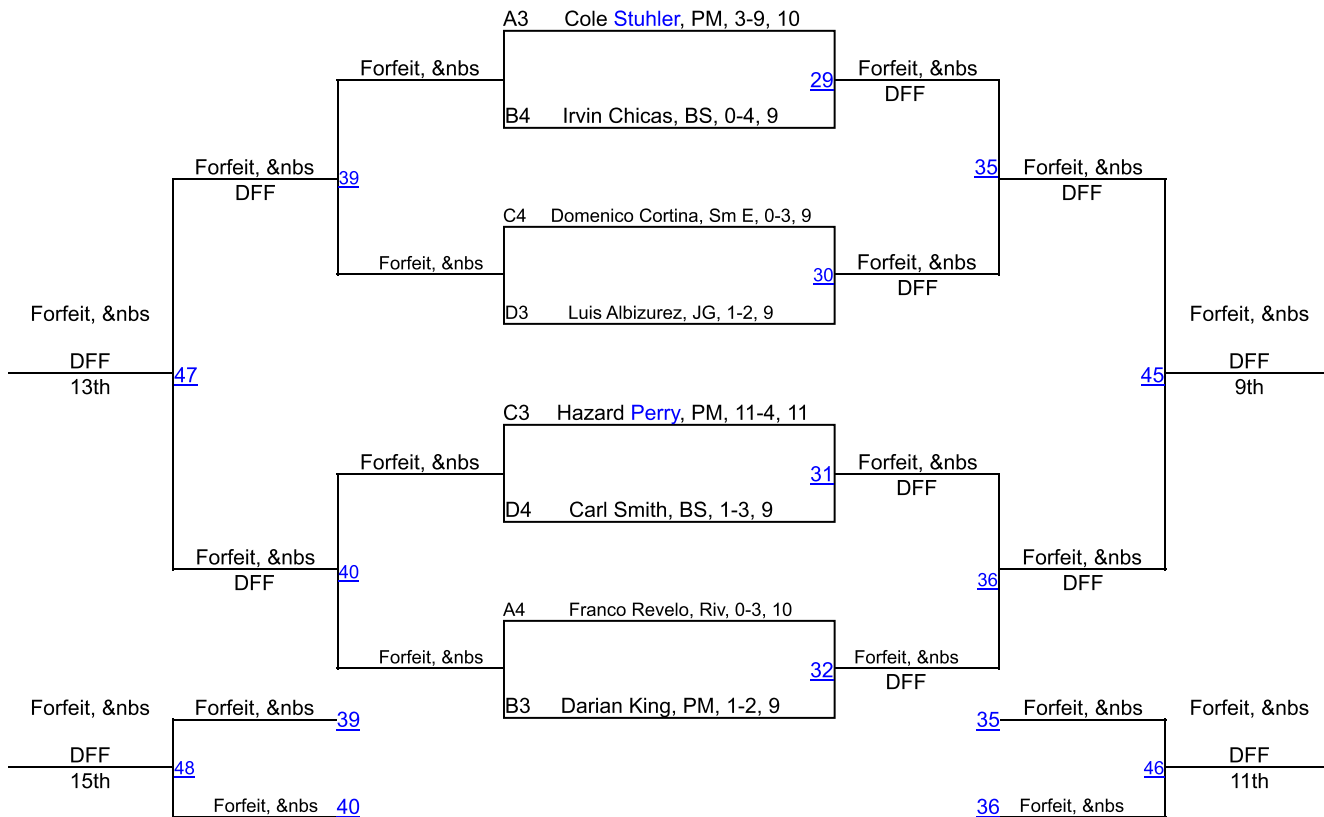 A3 Cole Stuhler, PM, 3-9, 10
Forfeit, &nbs
Forfeit, &nbs
29
DFF
B4 Irvin Chicas, BS, 0-4, 9
Forfeit, &nbs
39
DFF
35
Forfeit, &nbs
DFF
C4 Domenico Cortina, Sm E, 0-3, 9
Forfeit, &nbs
30
Forfeit, &nbs
DFF
D3 Luis Albizurez, JG, 1-2, 9
Forfeit, &nbs
Forfeit, &nbs
DFF
47
13th
45
DFF
9th
C3 Hazard Perry, PM, 11-4, 11
Forfeit, &nbs
31
Forfeit, &nbs
DFF
D4 Carl Smith, BS, 1-3, 9
Forfeit, &nbs
40
DFF
36
Forfeit, &nbs
DFF
A4 Franco Revelo, Riv, 0-3, 10
Forfeit, &nbs
32
Forfeit, &nbs
DFF
B3 Darian King, PM, 1-2, 9
Forfeit, &nbs
Forfeit, &nbs
39
35
Forfeit, &nbs
Forfeit, &nbs
DFF
48
15th
46
DFF
11th
Forfeit, &nbs
40
36
Forfeit, &nbs